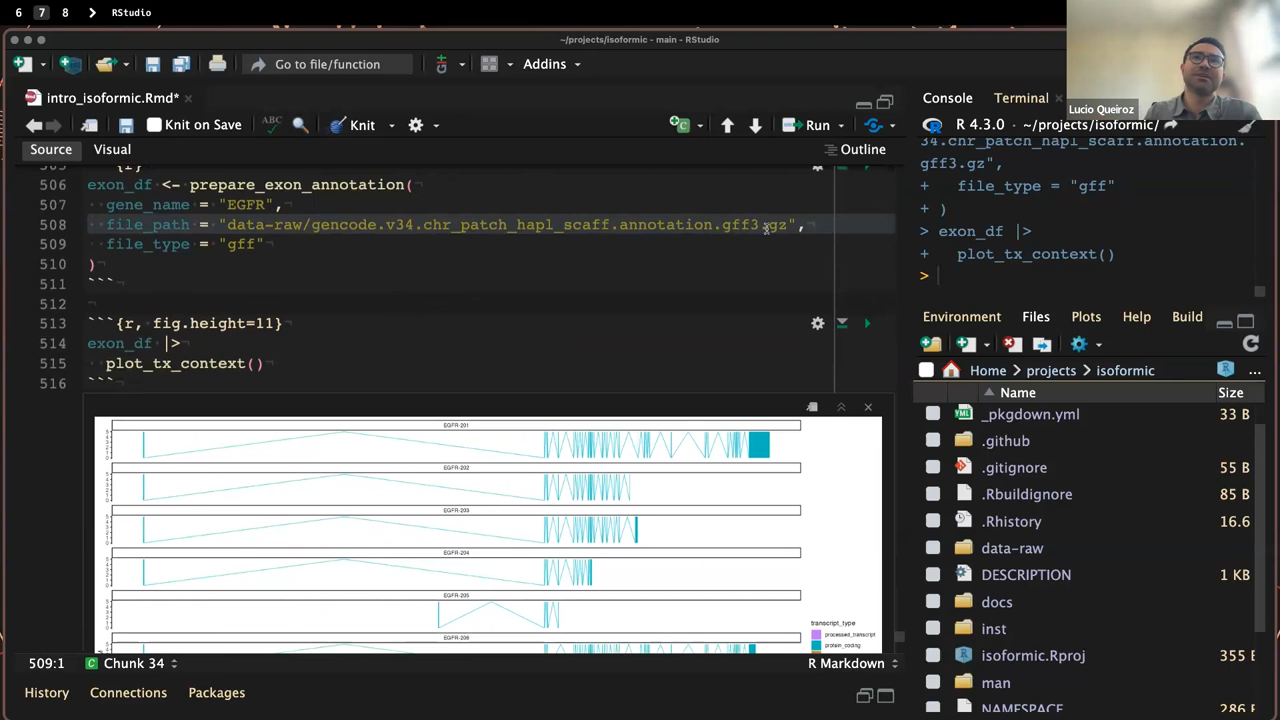 6 7 8 RStudio
~/projects/isoformic - main - RStudio
Go to file/function
Addins
Lucio Queiroz
intro_isoformic.Rmd*
Knit on Save
ABC
Knit
Run
Source
Visual
Outline
506 exon_df <- prepare_exon_annotation(
507 gene_name = "EGFR",
508 file_path = "data-raw/gencode.v34.chr_patch_hapl_scaff.annotation.gff3.gz",
509 file_type = "gff"
510 )
511 ```
512
513 ```{r, fig.height=11}
514 exon_df |>
515 plot_tx_context()
516 ```
EGFR-201
EGFR-202
EGFR-203
EGFR-204
EGFR-205
EGFR-206
transcript_type
processed_transcript
protein_coding
509:1
Chunk 34
R Markdown
History
Connections
Packages
Console
Terminal
R 4.3.0 · ~/projects/isoformic/
34.chr_patch_hapl_scaff.annotation.
gff3.gz",
+ file_type = "gff"
+ )
> exon_df |>
+ plot_tx_context()
>
Environment
Files
Plots
Help
Build
Home
projects
isoformic
...
Name
Size
_pkgdown.yml
33 B
.github
.gitignore
55 B
.Rbuildignore
85 B
.Rhistory
16.6
data-raw
DESCRIPTION
1 KB
docs
inst
isoformic.Rproj
355 B
man
NAMESPACE
286 B